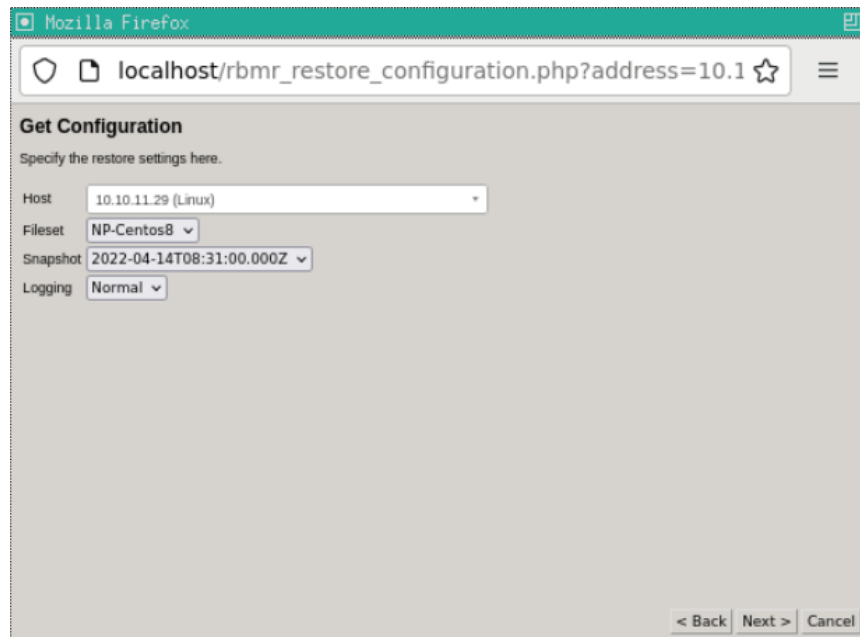 Mozilla Firefox
localhost/rbmr_restore_configuration.php?address=10.1
Get Configuration
Specify the restore settings here.
Host 10.10.11.29 (Linux)
Fileset NP-Centos8
Snapshot 2022-04-14T08:31:00.000Z
Logging Normal
< Back Next > Cancel